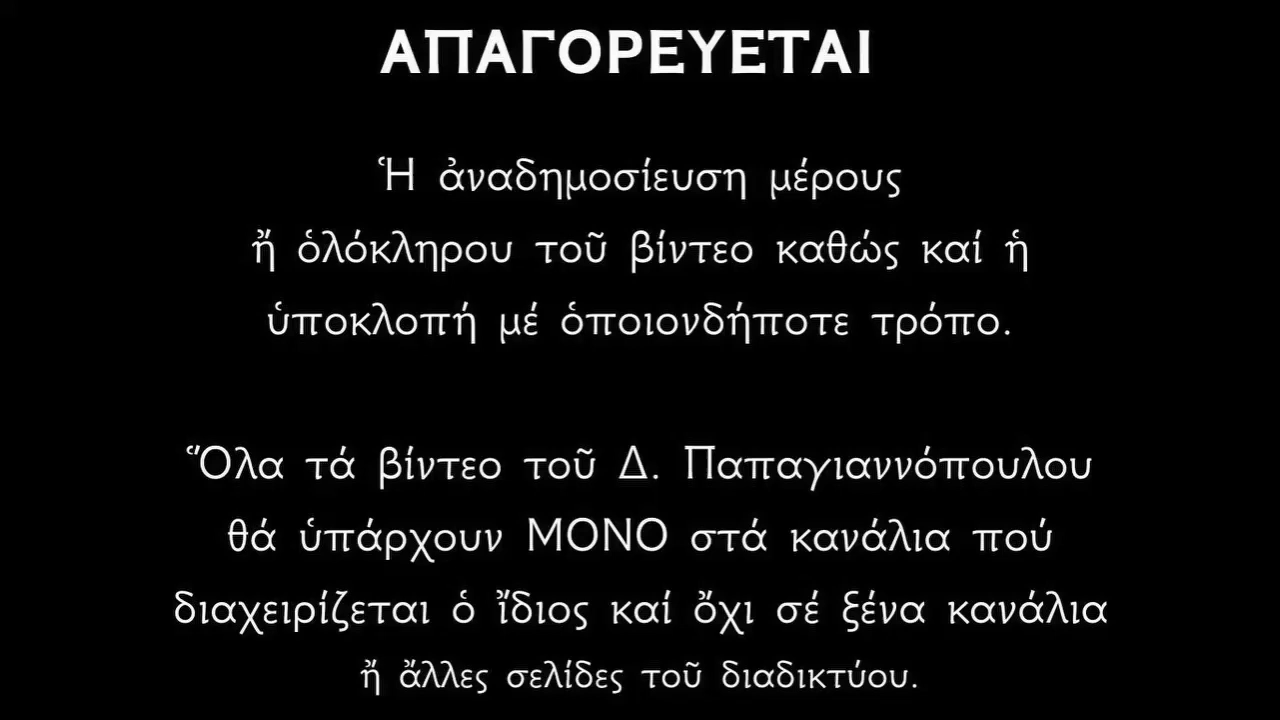 ΑΠΑΓΟΡΕΥΕΤΑΙ
Ἡ ἀναδημοσίευση μέρους
ἤ ὁλόκληρου τοῦ βίντεο καθώς καί ἡ
ὑποκλοπή μέ ὁποιονδήποτε τρόπο.
Ὅλα τά βίντεο τοῦ Δ. Παπαγιαννόπουλου
θά ὑπάρχουν ΜΟΝΟ στά κανάλια πού
διαχειρίζεται ὁ ἴδιος καί ὄχι σέ ξένα κανάλια
ἤ ἄλλες σελίδες τοῦ διαδικτύου.